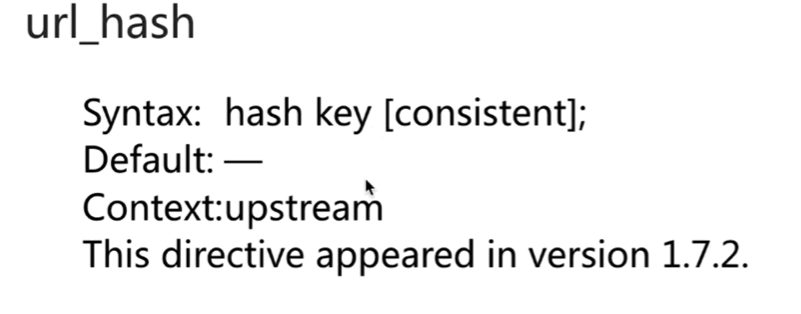 url_hash
Syntax: hash key [consistent];
Default: —
Context:upstream
This directive appeared in version 1.7.2.